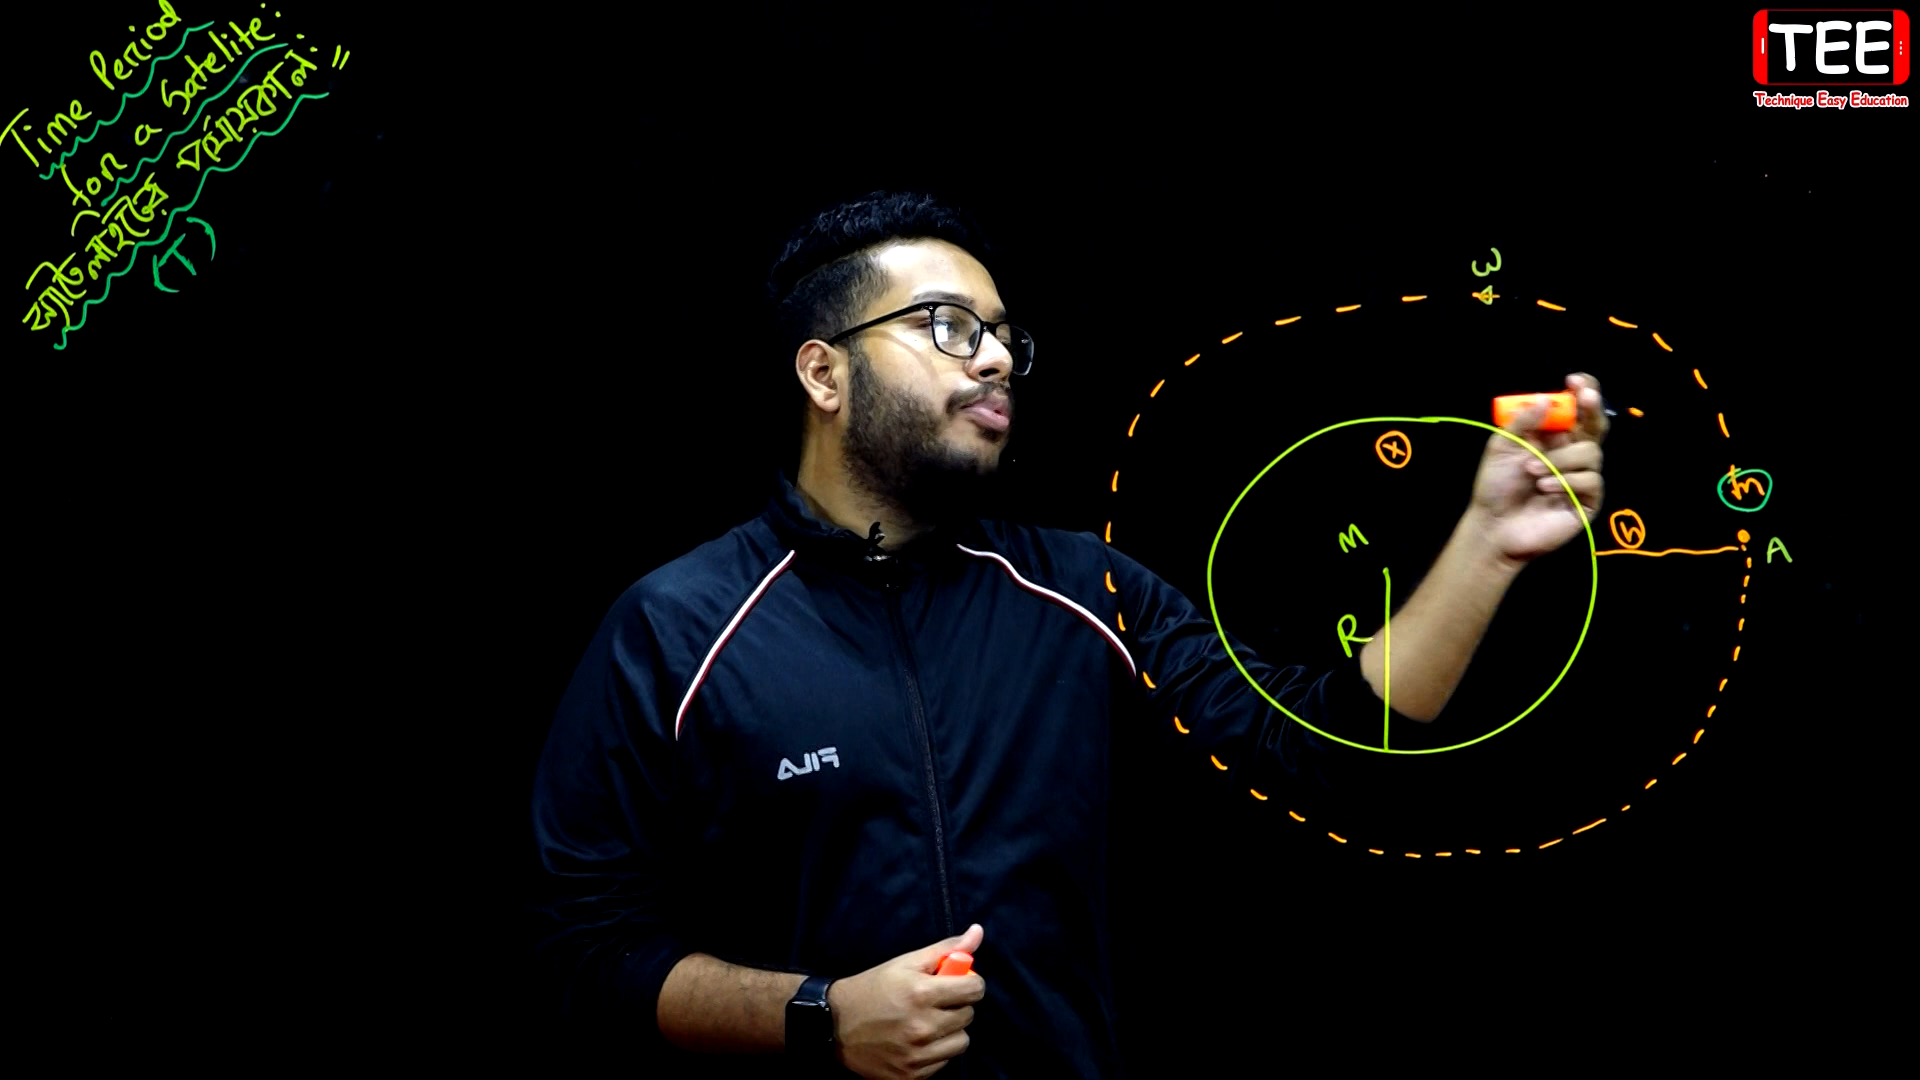 Time Period
for a Satelite:
স্যাটেলাইটের পর্যায়কাল:"
(T)
TEE
Technique Easy Education
ω
x
M
R
h
m
A
FILA